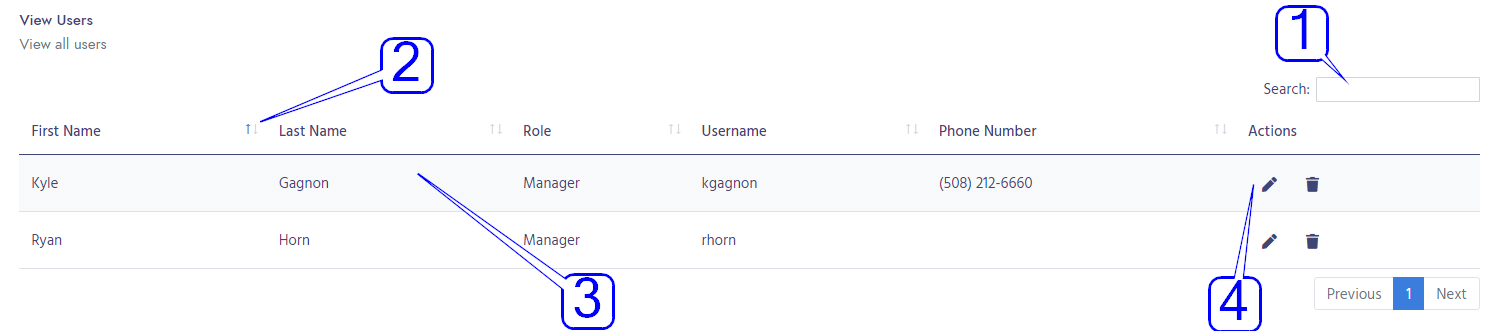 View Users
View all users
1
2
Search:
First Name Last Name Role Username Phone Number Actions
Kyle Gagnon Manager kgagnon (508) 212-6660
Ryan Horn Manager rhorn
3
4
Previous 1 Next